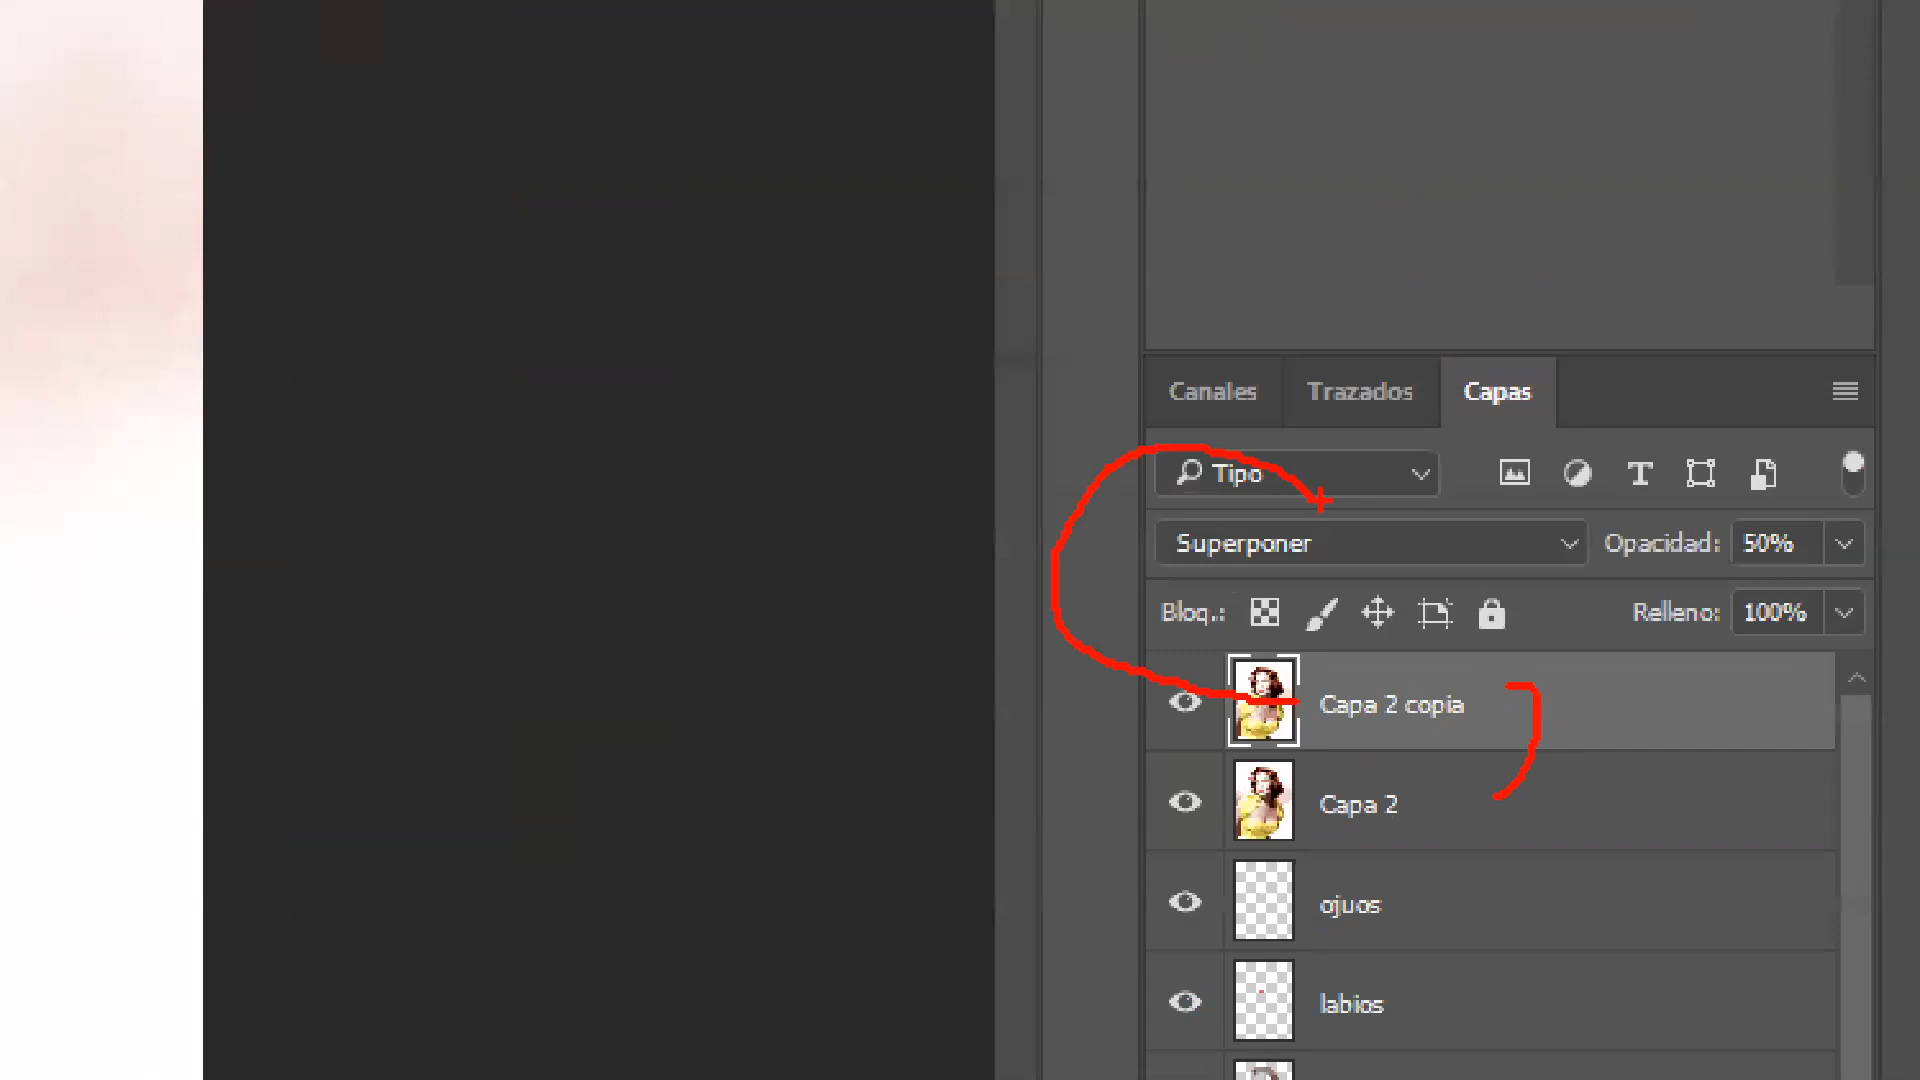 Canales Trazados Capas
Tipo T
Superponer Opacidad: 50%
Bloq.: Relleno: 100%
Capa 2 copia
Capa 2
ojuos
labios